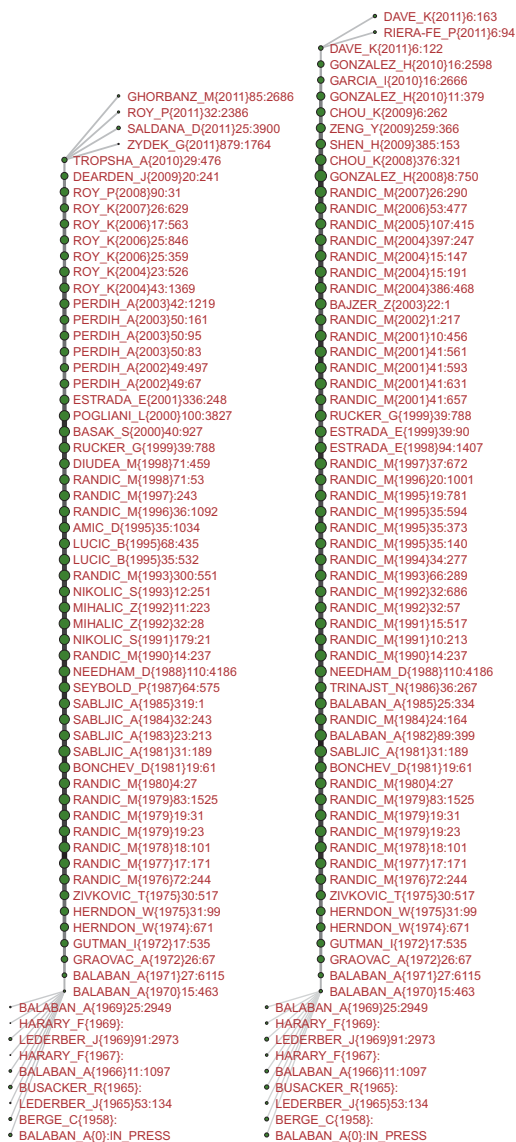 GHORBANZ_M{2011}85:2686
ROY_P{2011}32:2386
SALDANA_D{2011}25:3900
ZYDEK_G{2011}879:1764
TROPSHA_A{2010}29:476
DEARDEN_J{2009}20:241
ROY_P{2008}90:31
ROY_K{2007}26:629
ROY_K{2006}17:563
ROY_K{2006}25:846
ROY_K{2006}25:359
ROY_K{2004}23:526
ROY_K{2004}43:1369
PERDIH_A{2003}42:1219
PERDIH_A{2003}50:161
PERDIH_A{2003}50:95
PERDIH_A{2003}50:83
PERDIH_A{2002}49:497
PERDIH_A{2002}49:67
ESTRADA_E{2001}336:248
POGLIANI_L{2000}100:3827
BASAK_S{2000}40:927
RUCKER_G{1999}39:788
DIUDEA_M{1998}71:459
RANDIC_M{1998}71:53
RANDIC_M{1997}:243
RANDIC_M{1996}36:1092
AMIC_D{1995}35:1034
LUCIC_B{1995}68:435
LUCIC_B{1995}35:532
RANDIC_M{1993}300:551
NIKOLIC_S{1993}12:251
MIHALIC_Z{1992}11:223
MIHALIC_Z{1992}32:28
NIKOLIC_S{1991}179:21
RANDIC_M{1990}14:237
NEEDHAM_D{1988}110:4186
SEYBOLD_P{1987}64:575
SABLJIC_A{1985}319:1
SABLJIC_A{1984}32:243
SABLJIC_A{1983}23:213
SABLJIC_A{1981}31:189
BONCHEV_D{1981}19:61
RANDIC_M{1980}4:27
RANDIC_M{1979}83:1525
RANDIC_M{1979}19:31
RANDIC_M{1979}19:23
RANDIC_M{1978}18:101
RANDIC_M{1977}17:171
RANDIC_M{1976}72:244
ZIVKOVIC_T{1975}30:517
HERNDON_W{1975}31:99
HERNDON_W{1974}:671
GUTMAN_I{1972}17:535
GRAOVAC_A{1972}26:67
BALABAN_A{1971}27:6115
BALABAN_A{1970}15:463
BALABAN_A{1969}25:2949
HARARY_F{1969}:
LEDERBER_J{1969}91:2973
HARARY_F{1967}:
BALABAN_A{1966}11:1097
BUSACKER_R{1965}:
LEDERBER_J{1965}53:134
BERGE_C{1958}:
BALABAN_A{0}:IN_PRESS
DAVE_K{2011}6:163
RIERA-FE_P{2011}6:94
DAVE_K{2011}6:122
GONZALEZ_H{2010}16:2598
GARCIA_I{2010}16:2666
GONZALEZ_H{2010}11:379
CHOU_K{2009}6:262
ZENG_Y{2009}259:366
SHEN_H{2009}385:153
CHOU_K{2008}376:321
GONZALEZ_H{2008}8:750
RANDIC_M{2007}26:290
RANDIC_M{2006}53:477
RANDIC_M{2005}107:415
RANDIC_M{2004}397:247
RANDIC_M{2004}15:147
RANDIC_M{2004}15:191
RANDIC_M{2004}386:468
BAJZER_Z{2003}22:1
RANDIC_M{2002}1:217
RANDIC_M{2001}10:456
RANDIC_M{2001}41:561
RANDIC_M{2001}41:593
RANDIC_M{2001}41:631
RANDIC_M{2001}41:657
RUCKER_G{1999}39:788
ESTRADA_E{1999}39:90
ESTRADA_E{1998}94:1407
RANDIC_M{1997}37:672
RANDIC_M{1996}20:1001
RANDIC_M{1995}19:781
RANDIC_M{1995}35:594
RANDIC_M{1995}35:373
RANDIC_M{1995}35:140
RANDIC_M{1994}34:277
RANDIC_M{1993}66:289
RANDIC_M{1992}32:686
RANDIC_M{1992}32:57
RANDIC_M{1991}15:517
RANDIC_M{1991}10:213
RANDIC_M{1990}14:237
NEEDHAM_D{1988}110:4186
TRINAJST_N{1986}36:267
BALABAN_A{1985}25:334
RANDIC_M{1984}24:164
BALABAN_A{1982}89:399
SABLJIC_A{1981}31:189
BONCHEV_D{1981}19:61
RANDIC_M{1980}4:27
RANDIC_M{1979}83:1525
RANDIC_M{1979}19:31
RANDIC_M{1979}19:23
RANDIC_M{1978}18:101
RANDIC_M{1977}17:171
RANDIC_M{1976}72:244
ZIVKOVIC_T{1975}30:517
HERNDON_W{1975}31:99
HERNDON_W{1974}:671
GUTMAN_I{1972}17:535
GRAOVAC_A{1972}26:67
BALABAN_A{1971}27:6115
BALABAN_A{1970}15:463
BALABAN_A{1969}25:2949
HARARY_F{1969}:
LEDERBER_J{1969}91:2973
HARARY_F{1967}:
BALABAN_A{1966}11:1097
BUSACKER_R{1965}:
LEDERBER_J{1965}53:134
BERGE_C{1958}:
BALABAN_A{0}:IN_PRESS